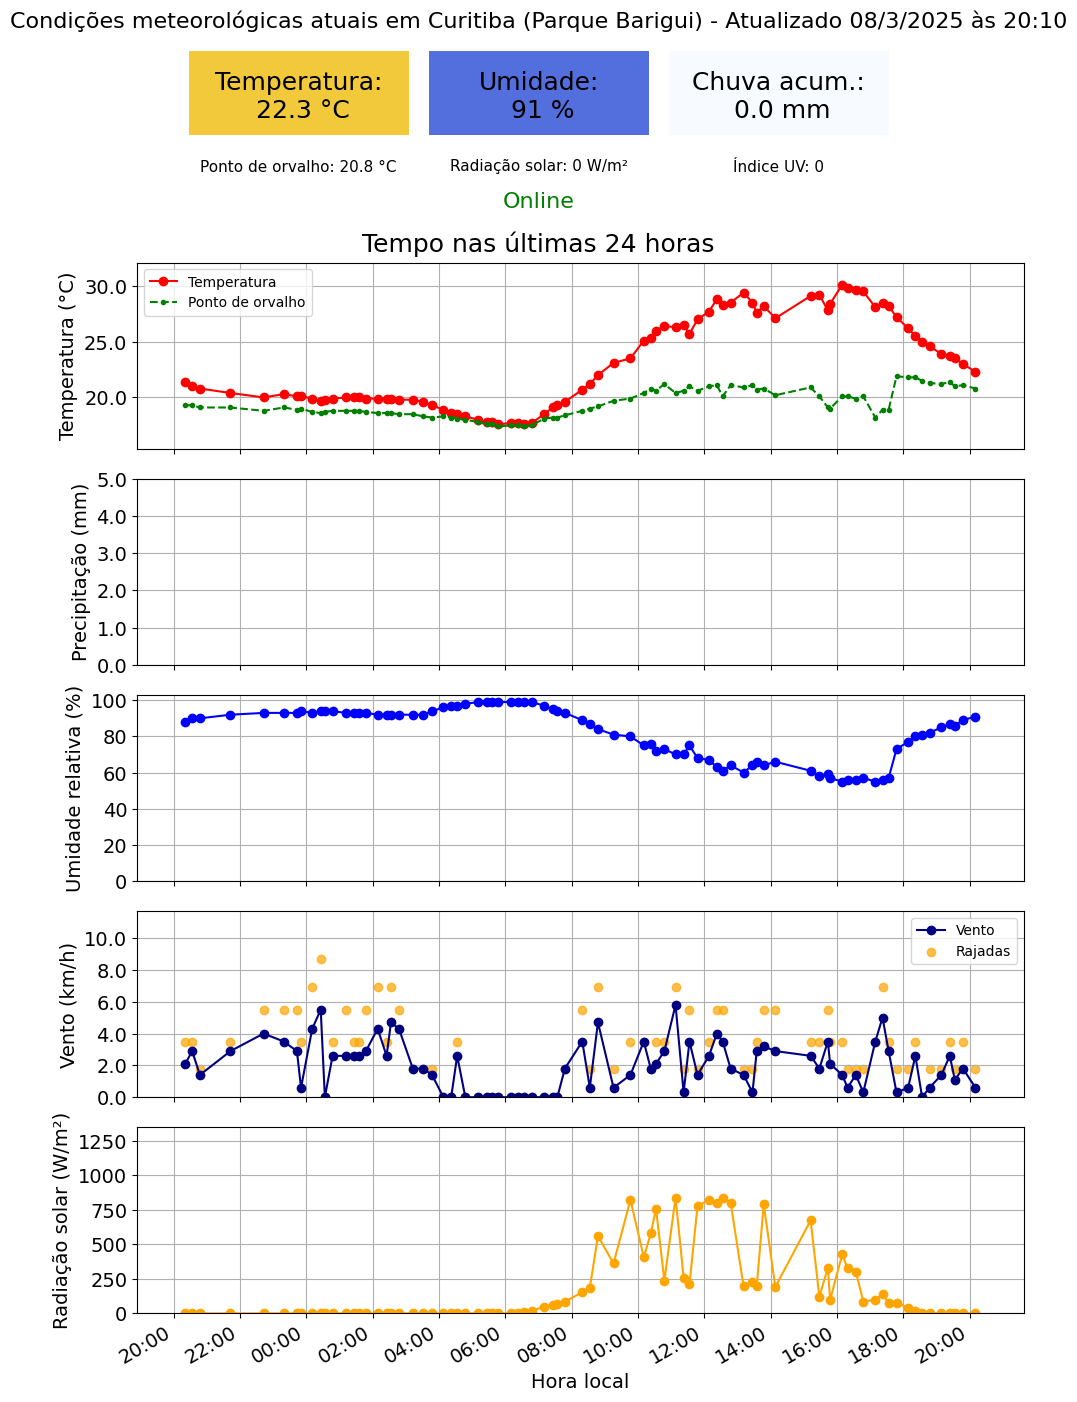 Condições meteorológicas atuais em Curitiba (Parque Barigui) - Atualizado 08/3/2025 às 20:10
Temperatura:
22.3 °C
Umidade:
91 %
Chuva acum.:
0.0 mm
Ponto de orvalho: 20.8 °C
Radiação solar: 0 W/m²
Índice UV: 0
Online
Tempo nas últimas 24 horas
Temperatura (°C)
30.0
25.0
20.0
Temperatura
Ponto de orvalho
Precipitação (mm)
5.0
4.0
3.0
2.0
1.0
0.0
Umidade relativa (%)
100
80
60
40
20
0
Vento (km/h)
10.0
8.0
6.0
4.0
2.0
0.0
Vento
Rajadas
Radiação solar (W/m²)
1250
1000
750
500
250
0
20:00
22:00
00:00
02:00
04:00
06:00
08:00
10:00
12:00
14:00
16:00
18:00
20:00
Hora local